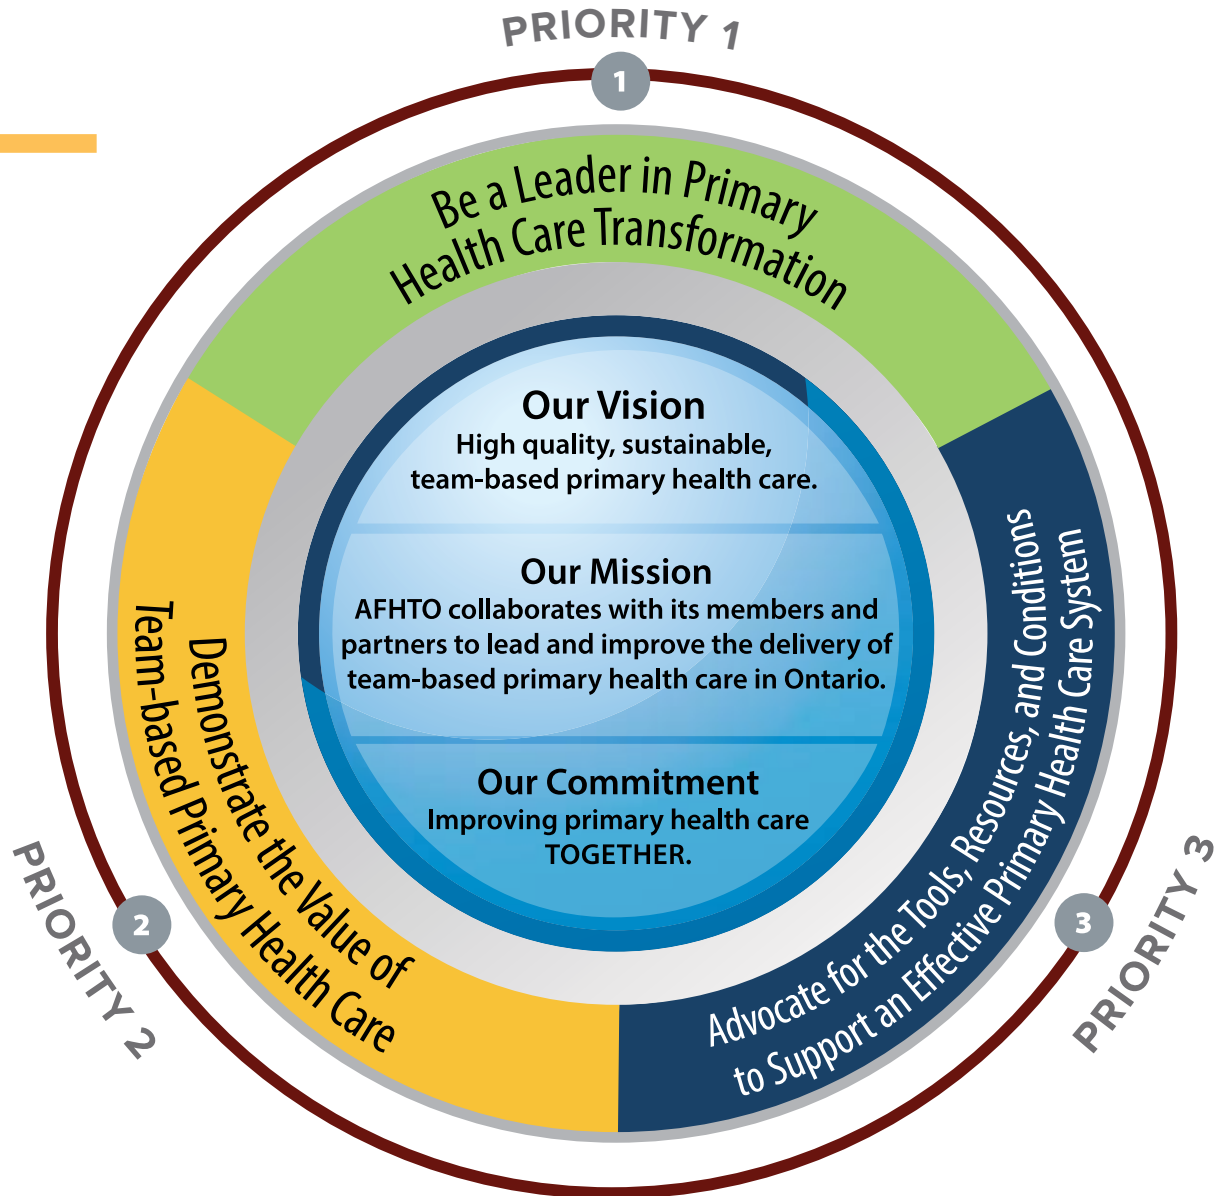 PRIORITY 1
1
Be a Leader in Primary
Health Care Transformation
Our Vision
High quality, sustainable,
team-based primary health care.
Our Mission
AFHTO collaborates with its members and
partners to lead and improve the delivery of
team-based primary health care in Ontario.
Our Commitment
Improving primary health care
TOGETHER.
PRIORITY 2
2
Demonstrate the Value of
Team-based Primary Health Care
PRIORITY 3
3
Advocate for the Tools, Resources, and Conditions
to Support an Effective Primary Health Care System